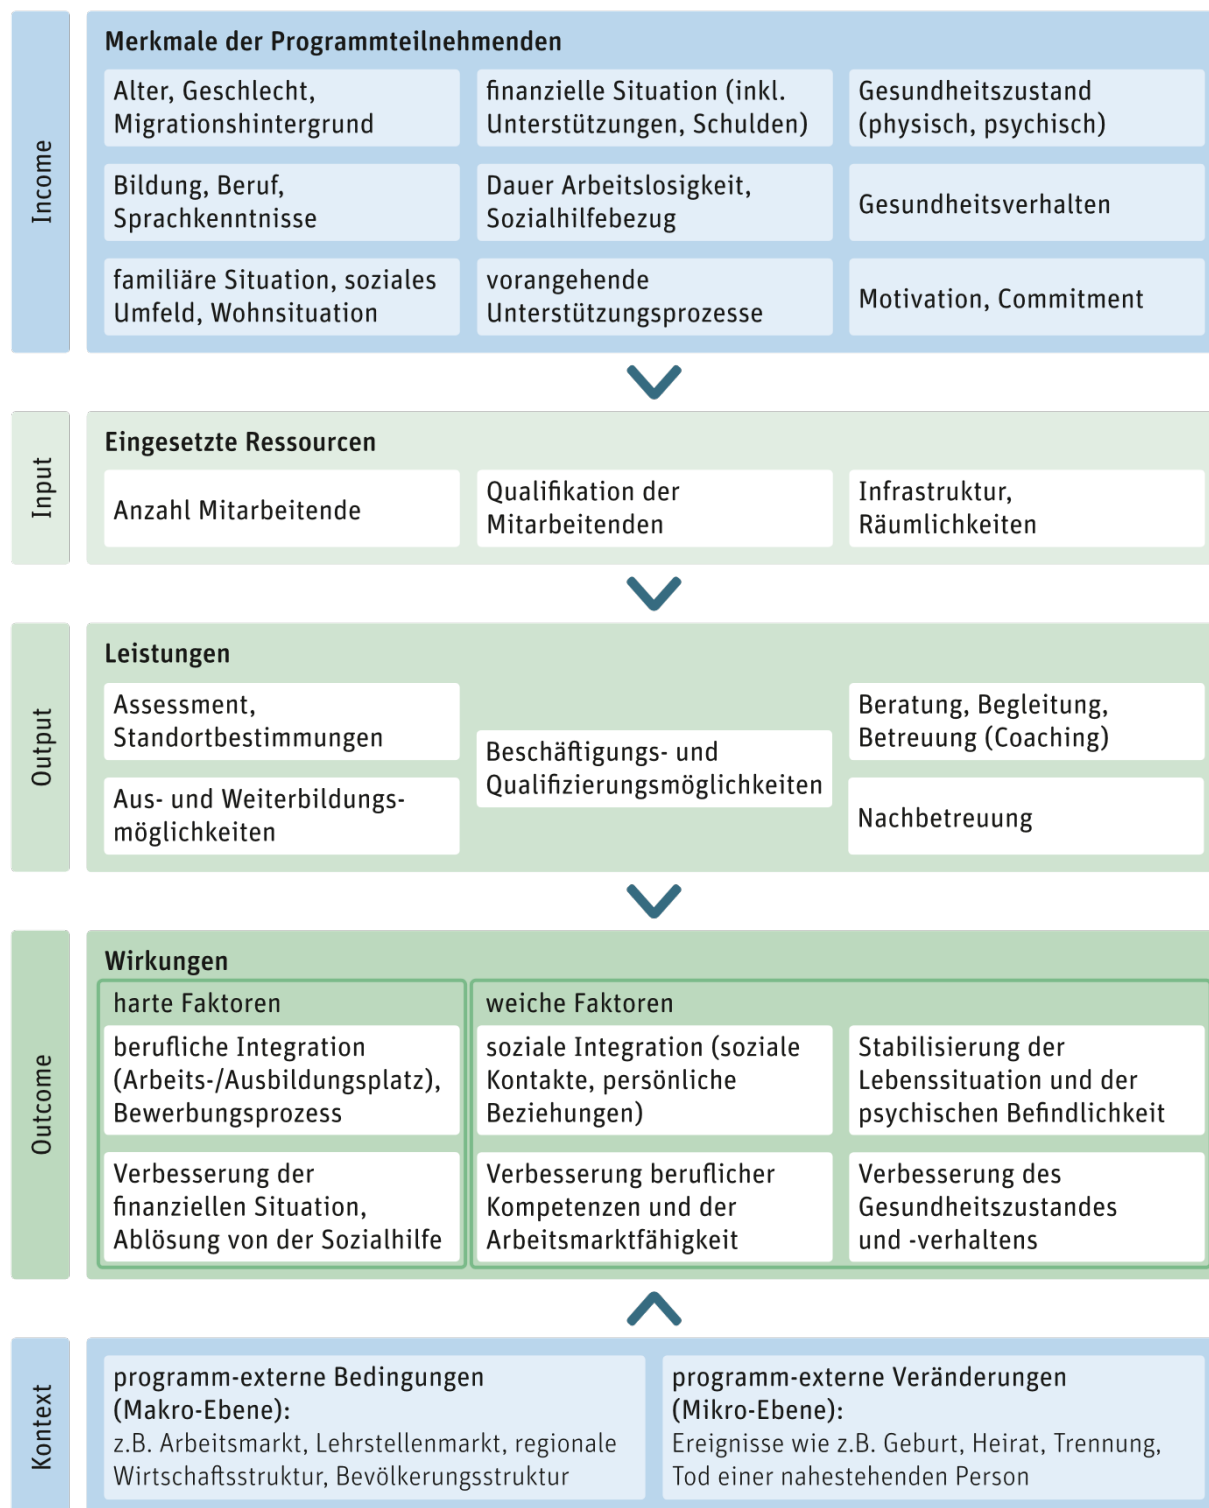 Income
Merkmale der Programmteilnehmenden
Alter, Geschlecht,
Migrationshintergrund
finanzielle Situation (inkl.
Unterstützungen, Schulden)
Gesundheitszustand
(physisch, psychisch)
Bildung, Beruf,
Sprachkenntnisse
Dauer Arbeitslosigkeit,
Sozialhilfebezug
Gesundheitsverhalten
familiäre Situation, soziales
Umfeld, Wohnsituation
vorangehende
Unterstützungsprozesse
Motivation, Commitment
Input
Eingesetzte Ressourcen
Anzahl Mitarbeitende
Qualifikation der
Mitarbeitenden
Infrastruktur,
Räumlichkeiten
Output
Leistungen
Assessment,
Standortbestimmungen
Aus- und Weiterbildungs-
möglichkeiten
Beschäftigungs- und
Qualifizierungsmöglichkeiten
Beratung, Begleitung,
Betreuung (Coaching)
Nachbetreuung
Outcome
Wirkungen
harte Faktoren
berufliche Integration
(Arbeits-/Ausbildungsplatz),
Bewerbungsprozess
Verbesserung der
finanziellen Situation,
Ablösung von der Sozialhilfe
weiche Faktoren
soziale Integration (soziale
Kontakte, persönliche
Beziehungen)
Stabilisierung der
Lebenssituation und der
psychischen Befindlichkeit
Verbesserung beruflicher
Kompetenzen und der
Arbeitsmarktfähigkeit
Verbesserung des
Gesundheitszustandes
und -verhaltens
Kontext
programm-externe Bedingungen
(Makro-Ebene):
z.B. Arbeitsmarkt, Lehrstellenmarkt, regionale
Wirtschaftsstruktur, Bevölkerungsstruktur
programm-externe Veränderungen
(Mikro-Ebene):
Ereignisse wie z.B. Geburt, Heirat, Trennung,
Tod einer nahestehenden Person